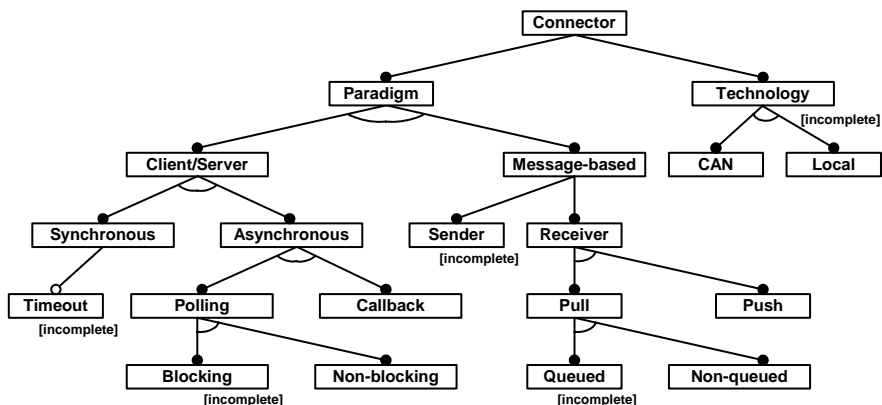 Connector
Paradigm
Technology
[incomplete]
Client/Server
Message-based
CAN
Local
Synchronous
Asynchronous
Sender
Receiver
[incomplete]
Timeout
Polling
Callback
Pull
Push
[incomplete]
Blocking
Non-blocking
Queued
Non-queued
[incomplete]
[incomplete]